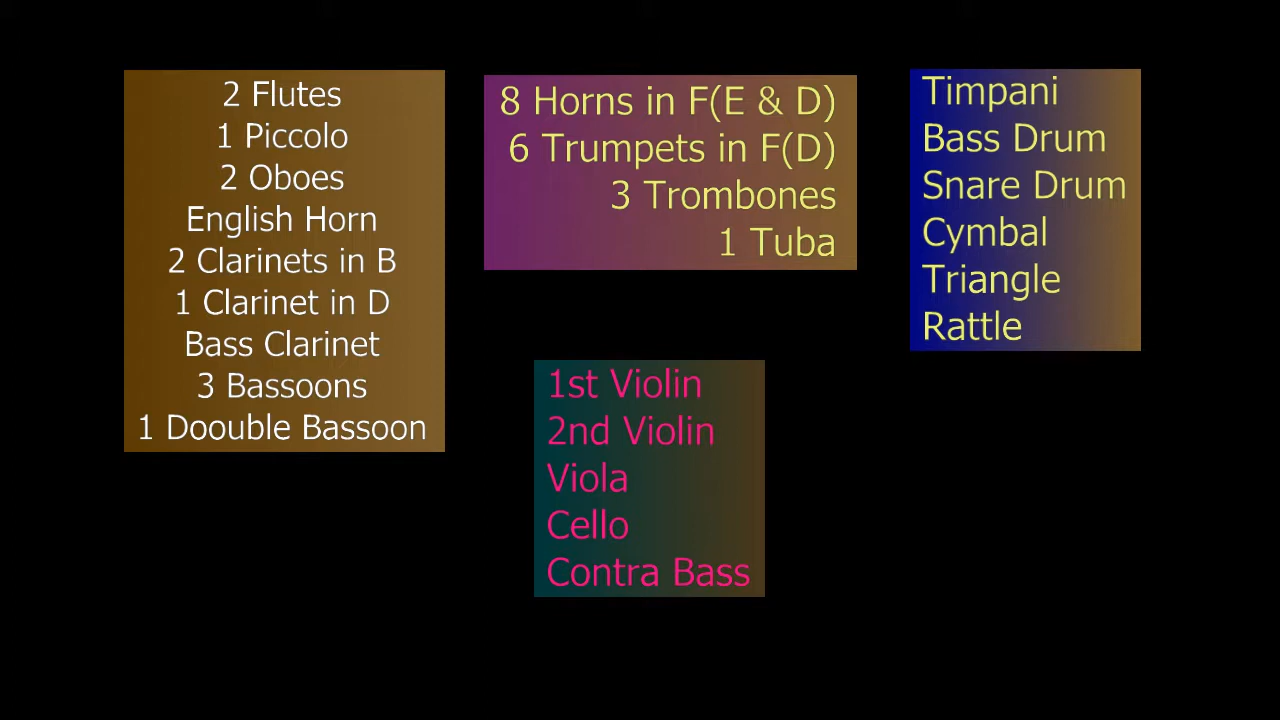 2 Flutes
1 Piccolo
2 Oboes
English Horn
2 Clarinets in B
1 Clarinet in D
Bass Clarinet
3 Bassoons
1 Doouble Bassoon
8 Horns in F(E & D)
6 Trumpets in F(D)
3 Trombones
1 Tuba
Timpani
Bass Drum
Snare Drum
Cymbal
Triangle
Rattle
1st Violin
2nd Violin
Viola
Cello
Contra Bass